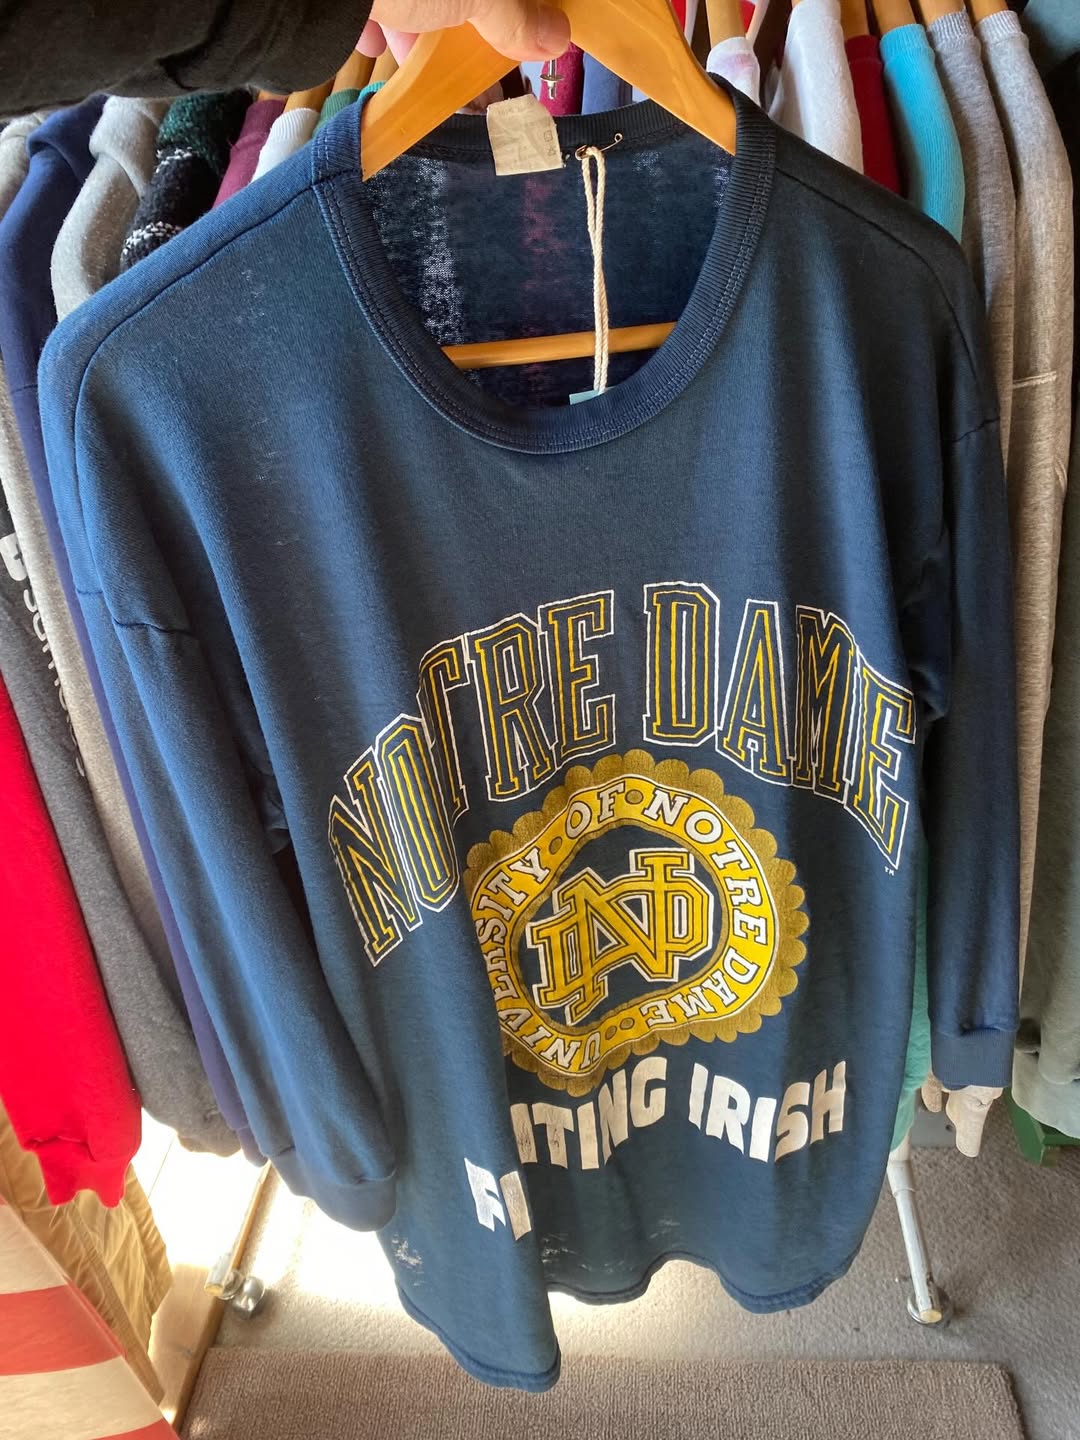 NOTRE DAME
TM
UNIVERSITY • OF • NOTRE DAME
ND
TING IRISH